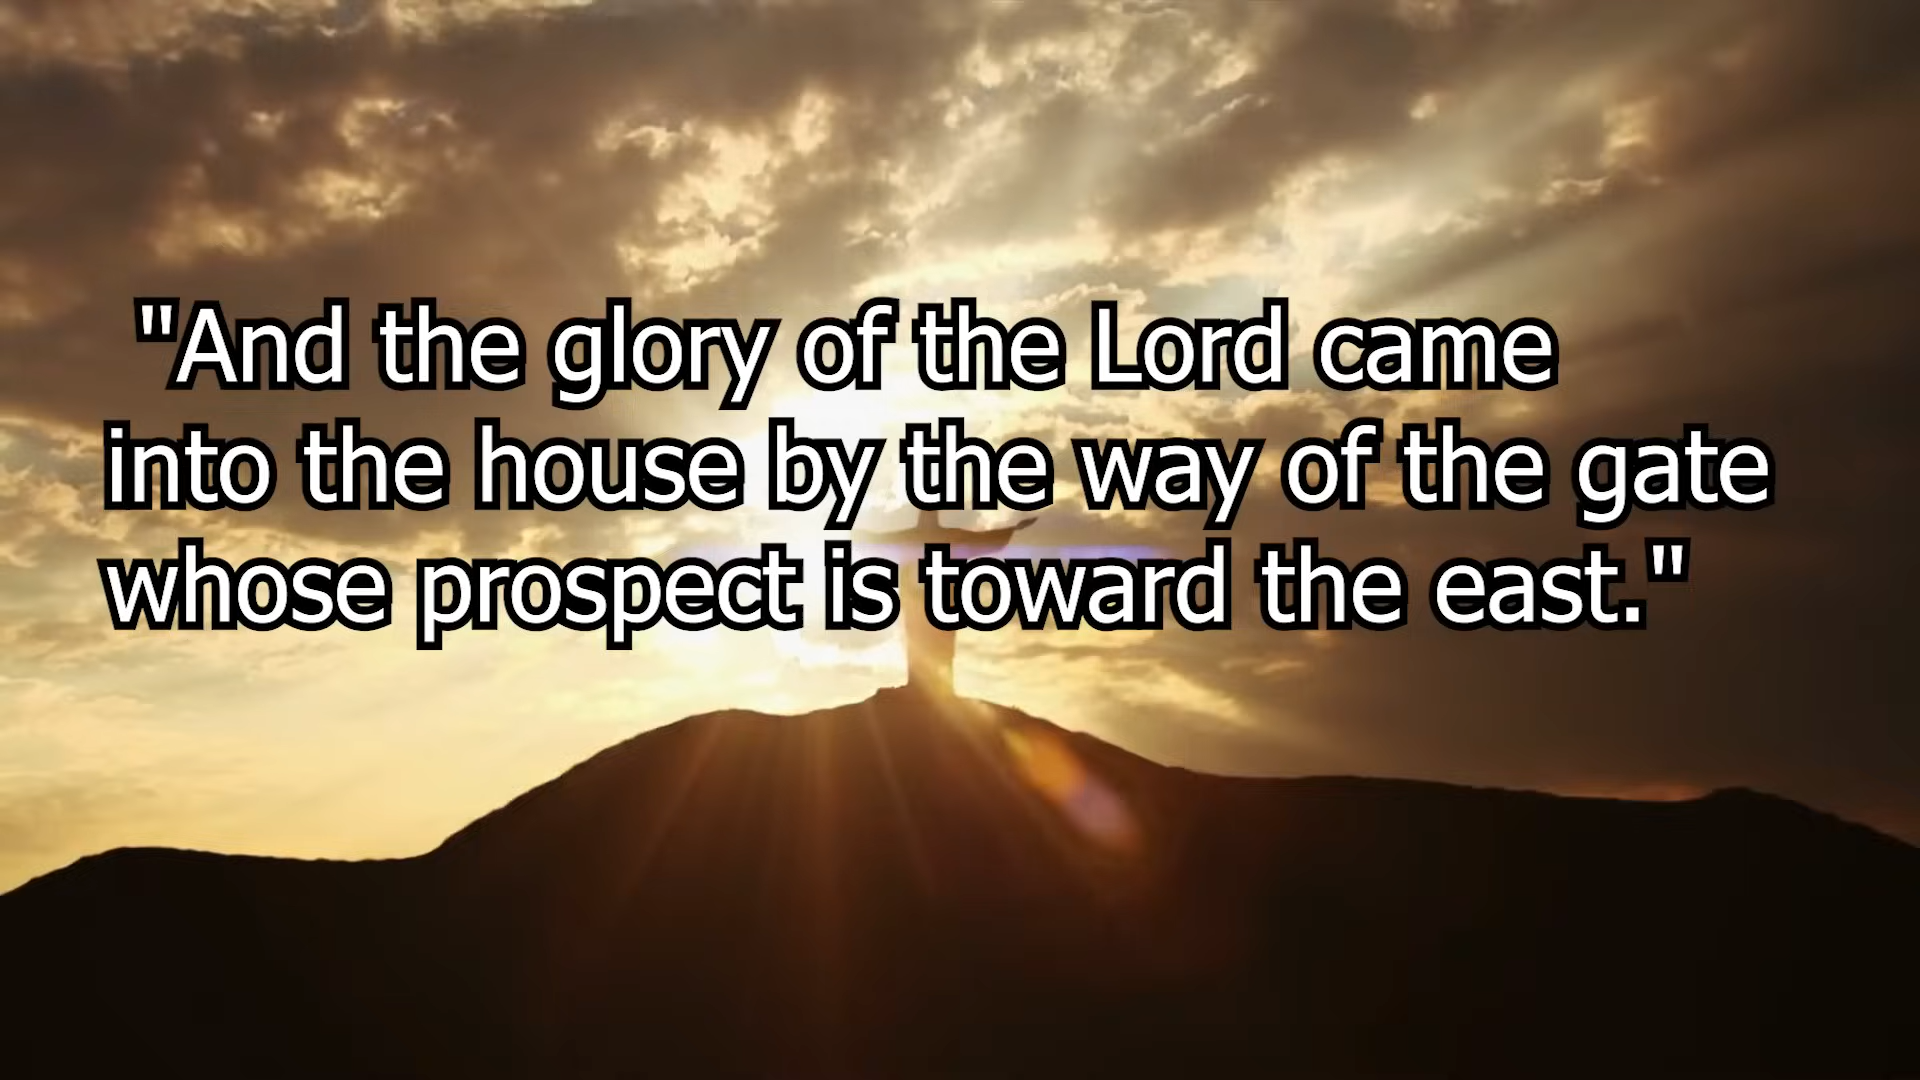 "And the glory of the Lord came
into the house by the way of the gate
whose prospect is toward the east."